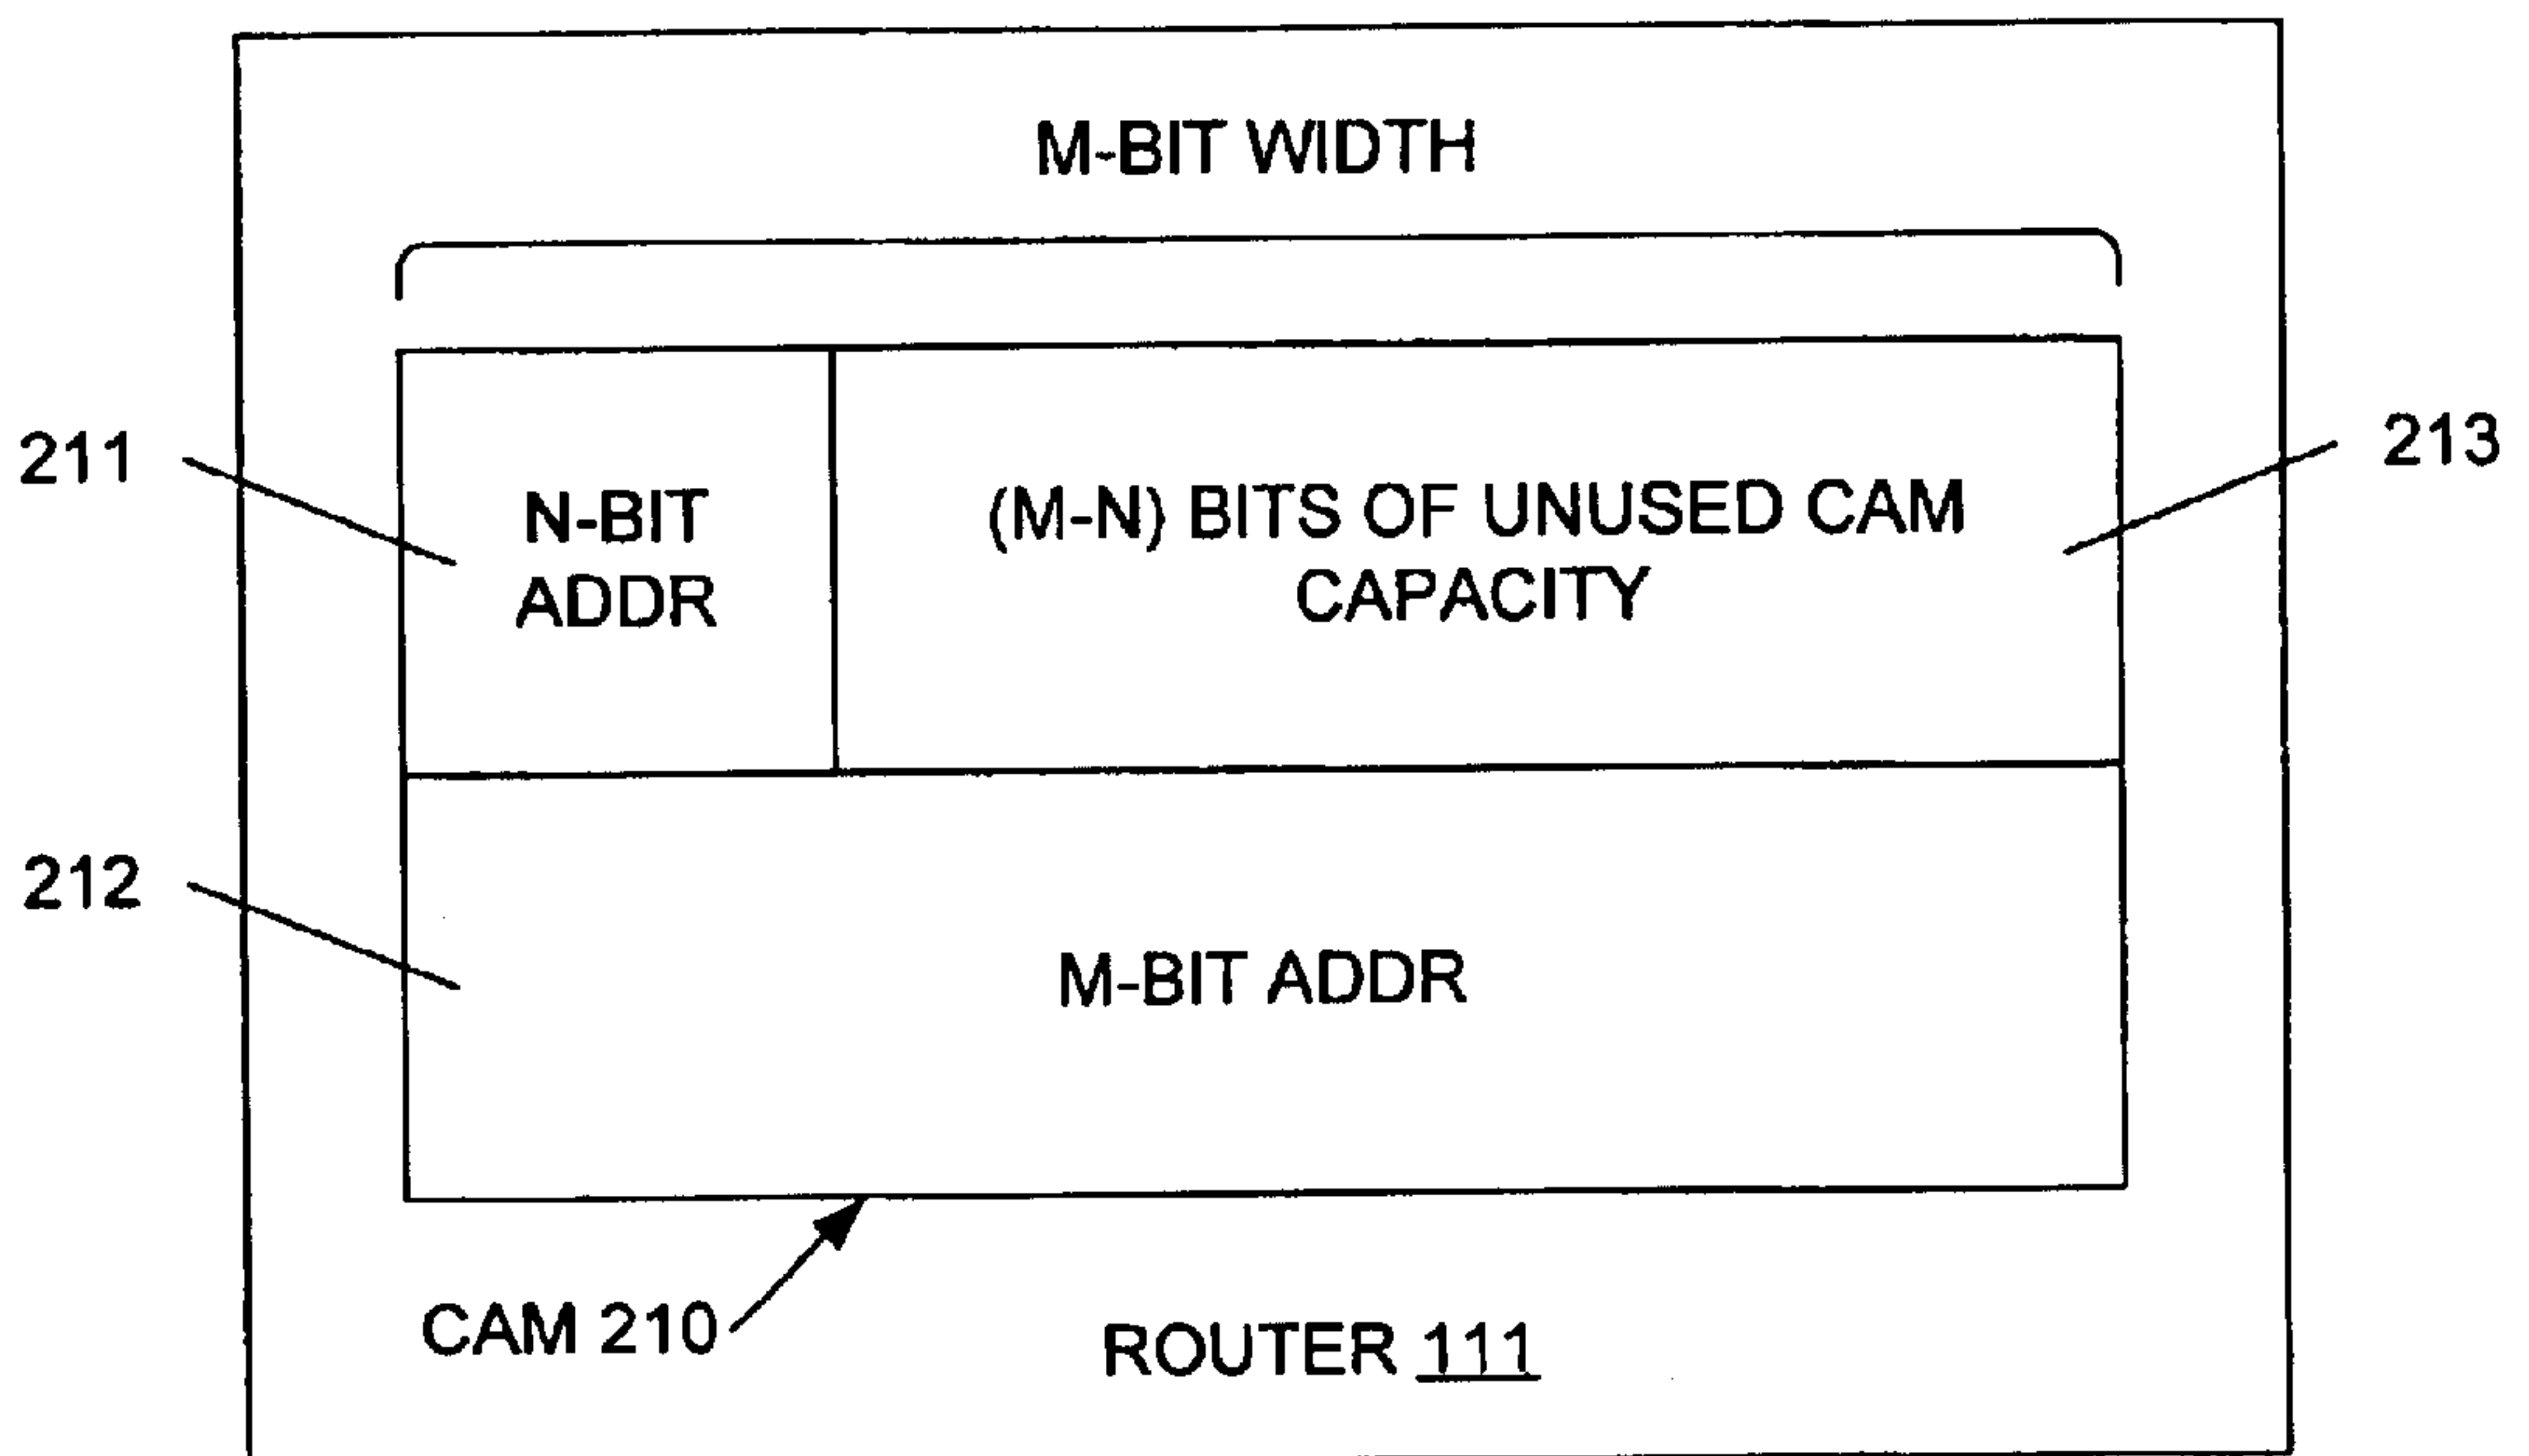 M-BIT WIDTH
211
N-BIT
ADDR
(M-N) BITS OF UNUSED CAM
CAPACITY
213
212
M-BIT ADDR
CAM 210
ROUTER 111